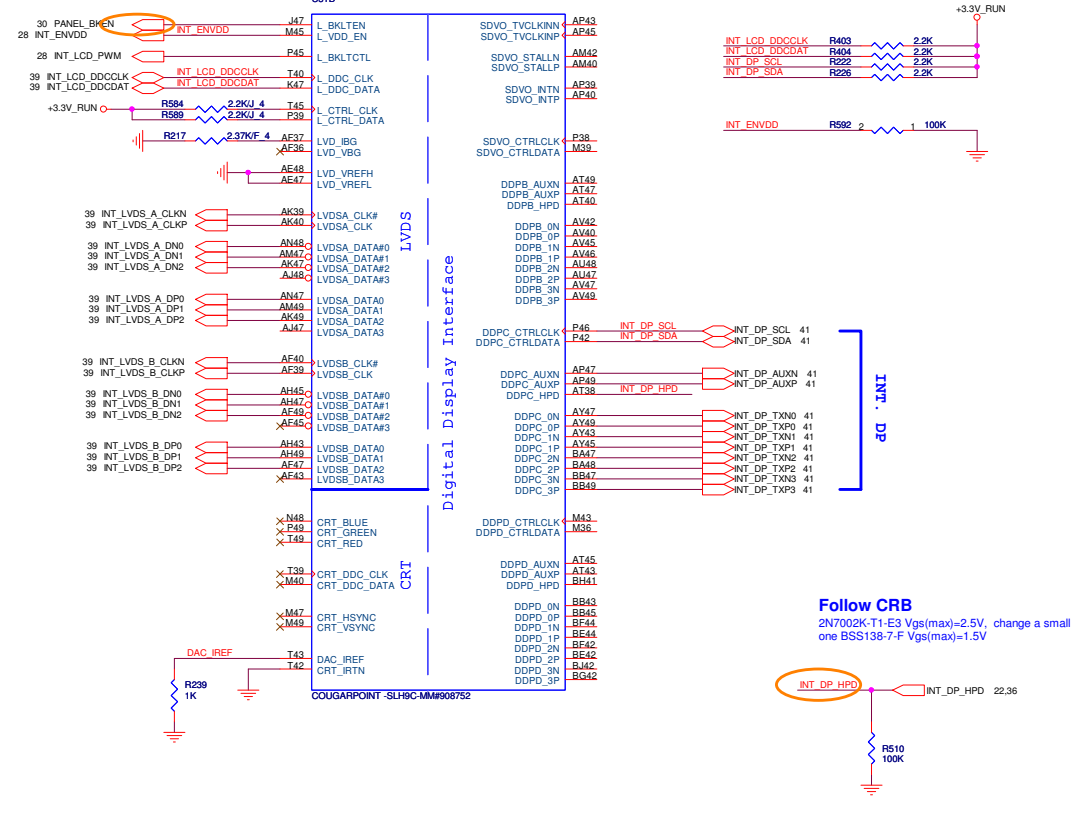 30 PANEL_BKEN
28 INT_ENVDD
INT_ENVDD
28 INT_LCD_PWM
39 INT_LCD_DDCCLK
39 INT_LCD_DDCDAT
INT_LCD_DDCCLK
INT_LCD_DDCDAT
+3.3V_RUN
R584 2.2K/J_4
R589 2.2K/J_4
R217 2.37K/F_4
39 INT_LVDS_A_CLKN
39 INT_LVDS_A_CLKP
39 INT_LVDS_A_DN0
39 INT_LVDS_A_DN1
39 INT_LVDS_A_DN2
39 INT_LVDS_A_DP0
39 INT_LVDS_A_DP1
39 INT_LVDS_A_DP2
39 INT_LVDS_B_CLKN
39 INT_LVDS_B_CLKP
39 INT_LVDS_B_DN0
39 INT_LVDS_B_DN1
39 INT_LVDS_B_DN2
39 INT_LVDS_B_DP0
39 INT_LVDS_B_DP1
39 INT_LVDS_B_DP2
DAC_IREF
R239
1K
J47 L_BKLTEN
M45 L_VDD_EN
P45 L_BKLTCTL
T40 L_DDC_CLK
K47 L_DDC_DATA
T45 L_CTRL_CLK
P39 L_CTRL_DATA
AF37 LVD_IBG
AF36 LVD_VBG
AE48 LVD_VREFH
AE47 LVD_VREFL
AK39 LVDSA_CLK#
AK40 LVDSA_CLK
AN48 LVDSA_DATA#0
AM47 LVDSA_DATA#1
AK47 LVDSA_DATA#2
AJ48 LVDSA_DATA#3
AN47 LVDSA_DATA0
AM49 LVDSA_DATA1
AK49 LVDSA_DATA2
AJ47 LVDSA_DATA3
AF40 LVDSB_CLK#
AF39 LVDSB_CLK
AH45 LVDSB_DATA#0
AH47 LVDSB_DATA#1
AF49 LVDSB_DATA#2
AF45 LVDSB_DATA#3
AH43 LVDSB_DATA0
AH49 LVDSB_DATA1
AF47 LVDSB_DATA2
AF43 LVDSB_DATA3
N48 CRT_BLUE
P49 CRT_GREEN
T49 CRT_RED
T39 CRT_DDC_CLK
M40 CRT_DDC_DATA
M47 CRT_HSYNC
M49 CRT_VSYNC
T43 DAC_IREF
T42 CRT_IRTN
LVDS
CRT
Digital Display Interface
SDVO_TVCLKINN AP43
SDVO_TVCLKINP AP45
SDVO_STALLN AM42
SDVO_STALLP AM40
SDVO_INTN AP39
SDVO_INTP AP40
SDVO_CTRLCLK P38
SDVO_CTRLDATA M39
DDPB_AUXN AT49
DDPB_AUXP AT47
DDPB_HPD AT40
DDPB_0N AV42
DDPB_0P AV40
DDPB_1N AV45
DDPB_1P AV46
DDPB_2N AU48
DDPB_2P AU47
DDPB_3N AV47
DDPB_3P AV49
DDPC_CTRLCLK P46
DDPC_CTRLDATA P42
DDPC_AUXN AP47
DDPC_AUXP AP49
DDPC_HPD AT38
DDPC_0N AY47
DDPC_0P AY49
DDPC_1N AY43
DDPC_1P AY45
DDPC_2N BA47
DDPC_2P BA48
DDPC_3N BB47
DDPC_3P BB49
DDPD_CTRLCLK M43
DDPD_CTRLDATA M36
DDPD_AUXN AT45
DDPD_AUXP AT43
DDPD_HPD BH41
DDPD_0N BB43
DDPD_0P BB45
DDPD_1N BF44
DDPD_1P BE44
DDPD_2N BF42
DDPD_2P BE42
DDPD_3N BJ42
DDPD_3P BG42
COUGARPOINT -SLH9C-MM#908752
INT_DP_SCL
INT_DP_SDA
INT_DP_HPD
INT_DP_SCL 41
INT_DP_SDA 41
INT_DP_AUXN 41
INT_DP_AUXP 41
INT_DP_TXN0 41
INT_DP_TXP0 41
INT_DP_TXN1 41
INT_DP_TXP1 41
INT_DP_TXN2 41
INT_DP_TXP2 41
INT_DP_TXN3 41
INT_DP_TXP3 41
INT. DP
+3.3V_RUN
INT_LCD_DDCCLK R403 2.2K
INT_LCD_DDCDAT R404 2.2K
INT_DP_SCL R222 2.2K
INT_DP_SDA R226 2.2K
INT_ENVDD R592 2 1 100K
Follow CRB
2N7002K-T1-E3 Vgs(max)=2.5V, change a small
one BSS138-7-F Vgs(max)=1.5V
INT_DP_HPD
INT_DP_HPD 22,36
R510
100K